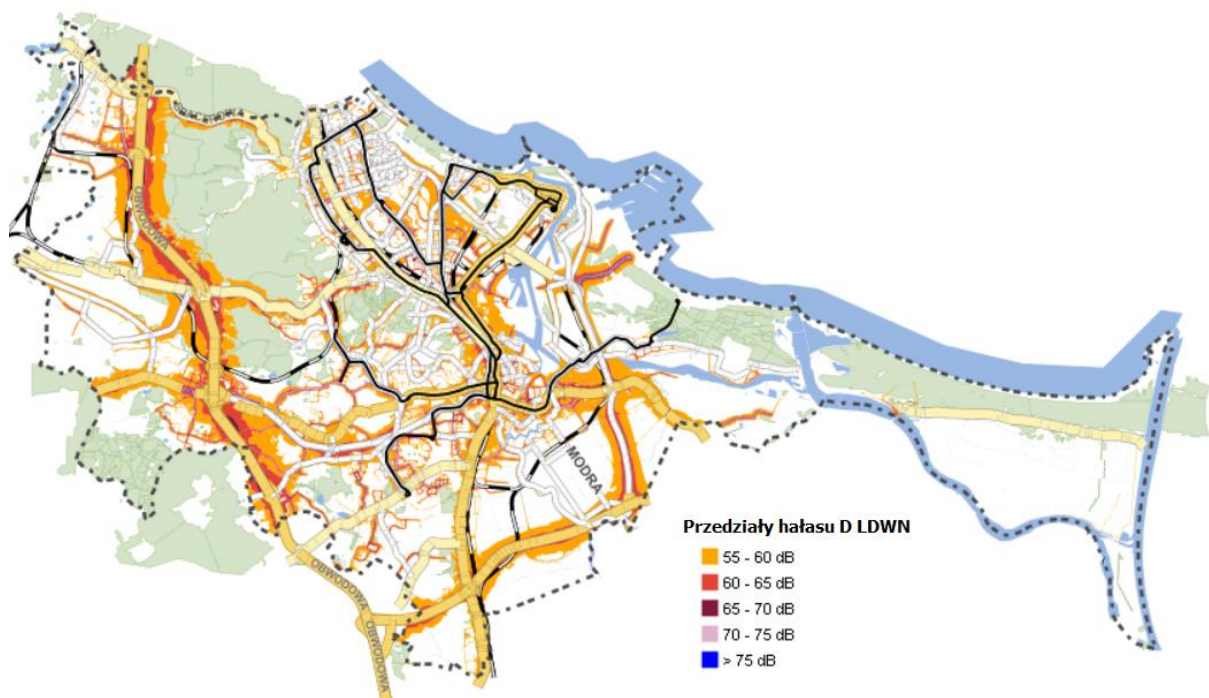 OBWODOWA
MODRA
OBWODOWA
OBWODOWA
Przedziały hałasu D LDWN
55 - 60 dB
60 - 65 dB
65 - 70 dB
70 - 75 dB
> 75 dB